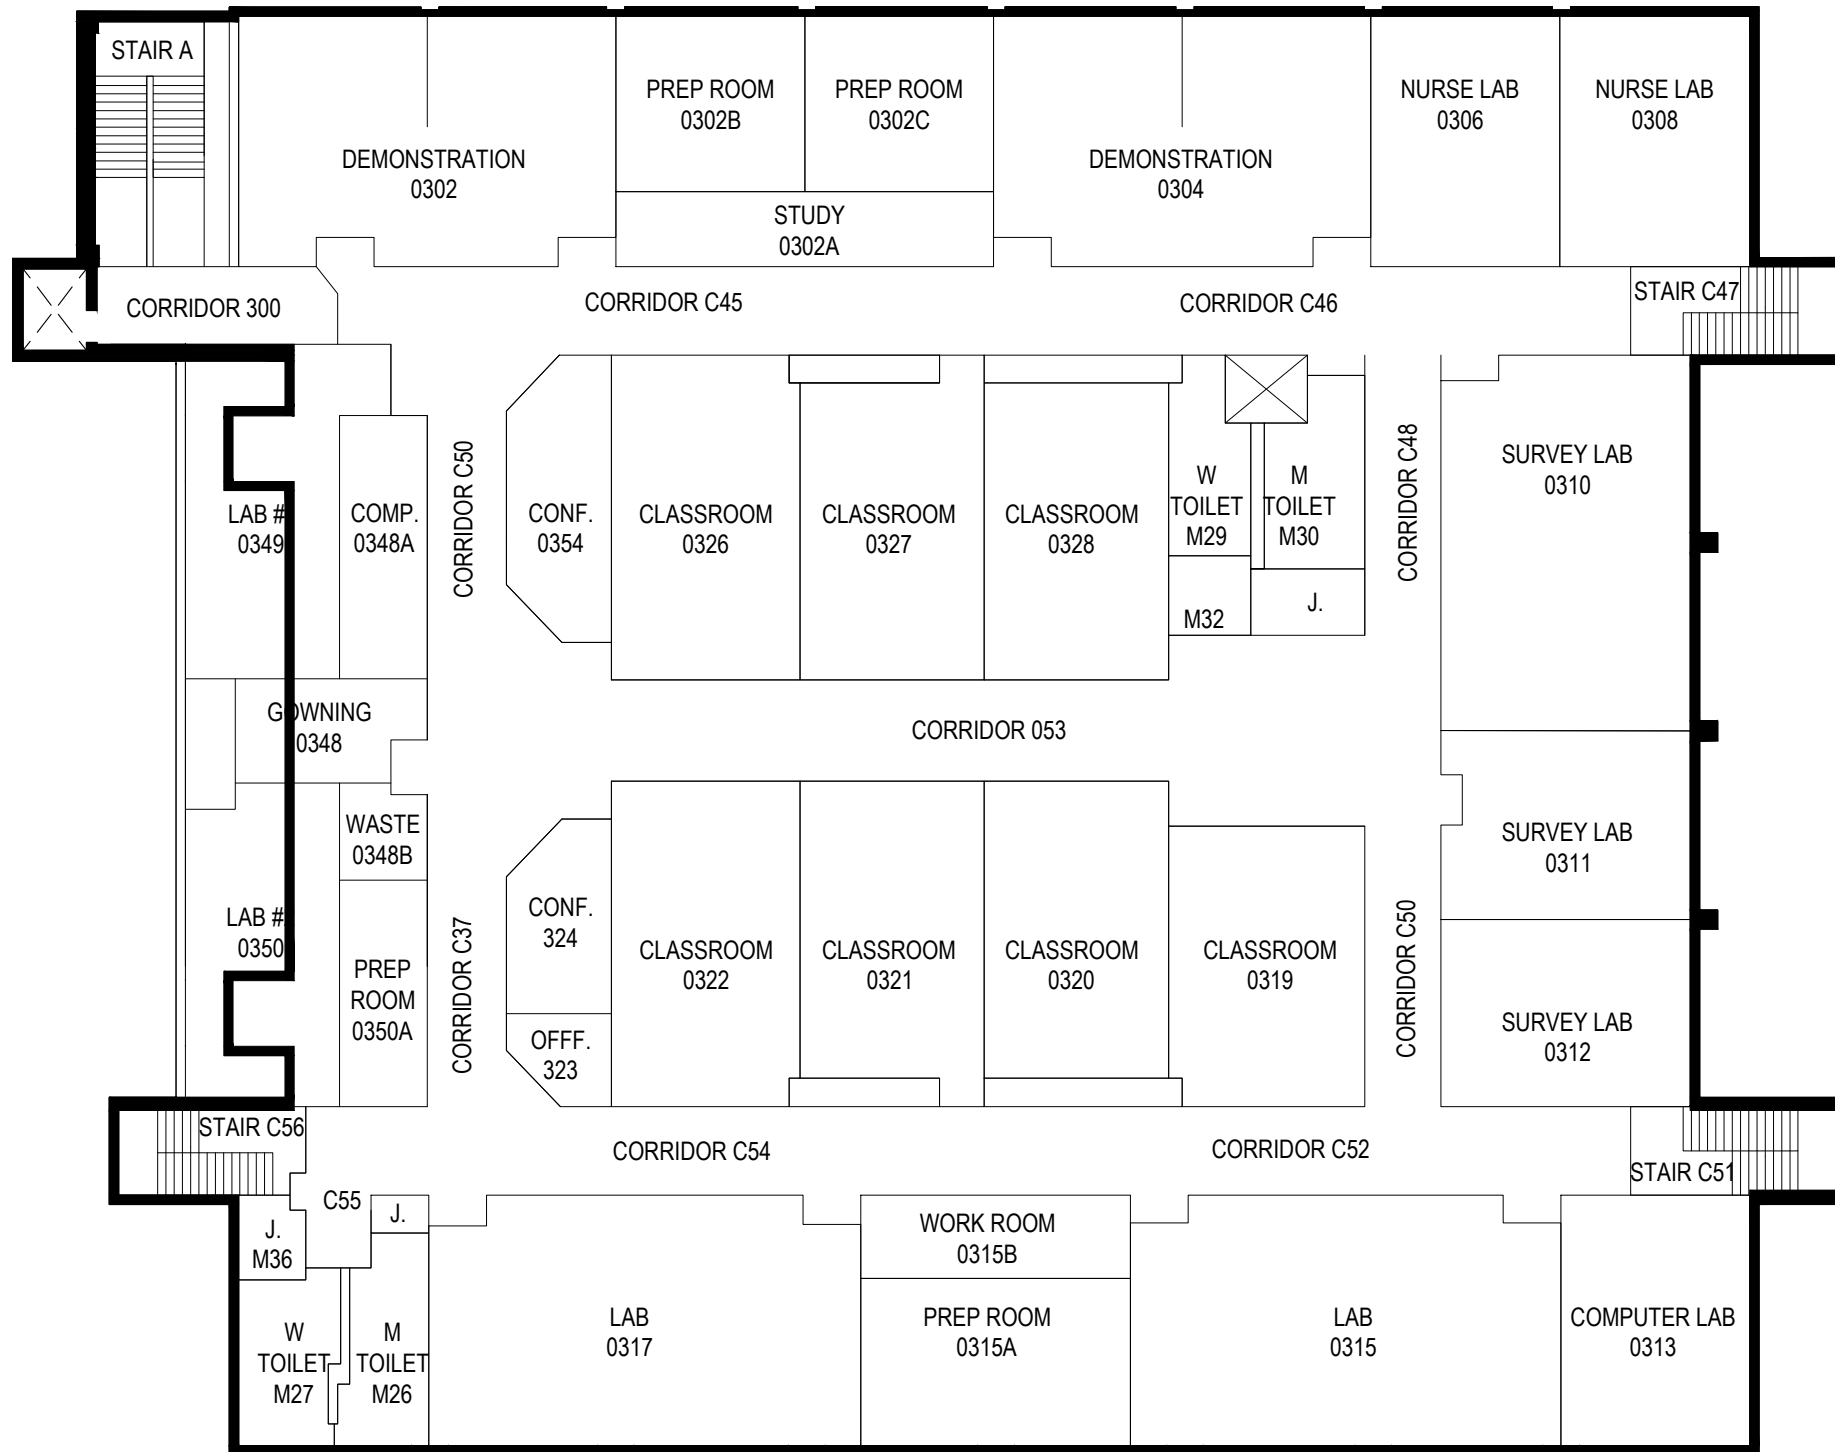 STAIR A
PREP ROOM
0302B
PREP ROOM
0302C
NURSE LAB
0306
NURSE LAB
0308
DEMONSTRATION
0302
DEMONSTRATION
0304
STUDY
0302A
CORRIDOR 300
CORRIDOR C45
CORRIDOR C46
STAIR C47
LAB #
0349
COMP.
0348A
CORRIDOR C50
CONF.
0354
CLASSROOM
0326
CLASSROOM
0327
CLASSROOM
0328
W
TOILET
M29
M
TOILET
M30
CORRIDOR C48
SURVEY LAB
0310
M32
J.
GOWNING
0348
CORRIDOR 053
WASTE
0348B
SURVEY LAB
0311
LAB #
0350
PREP
ROOM
0350A
CORRIDOR C37
CONF.
324
OFFF.
323
CLASSROOM
0322
CLASSROOM
0321
CLASSROOM
0320
CLASSROOM
0319
CORRIDOR C50
SURVEY LAB
0312
STAIR C56
CORRIDOR C54
CORRIDOR C52
STAIR C51
C55
J.
M36
J.
WORK ROOM
0315B
W
TOILET
M27
M
TOILET
M26
LAB
0317
PREP ROOM
0315A
LAB
0315
COMPUTER LAB
0313